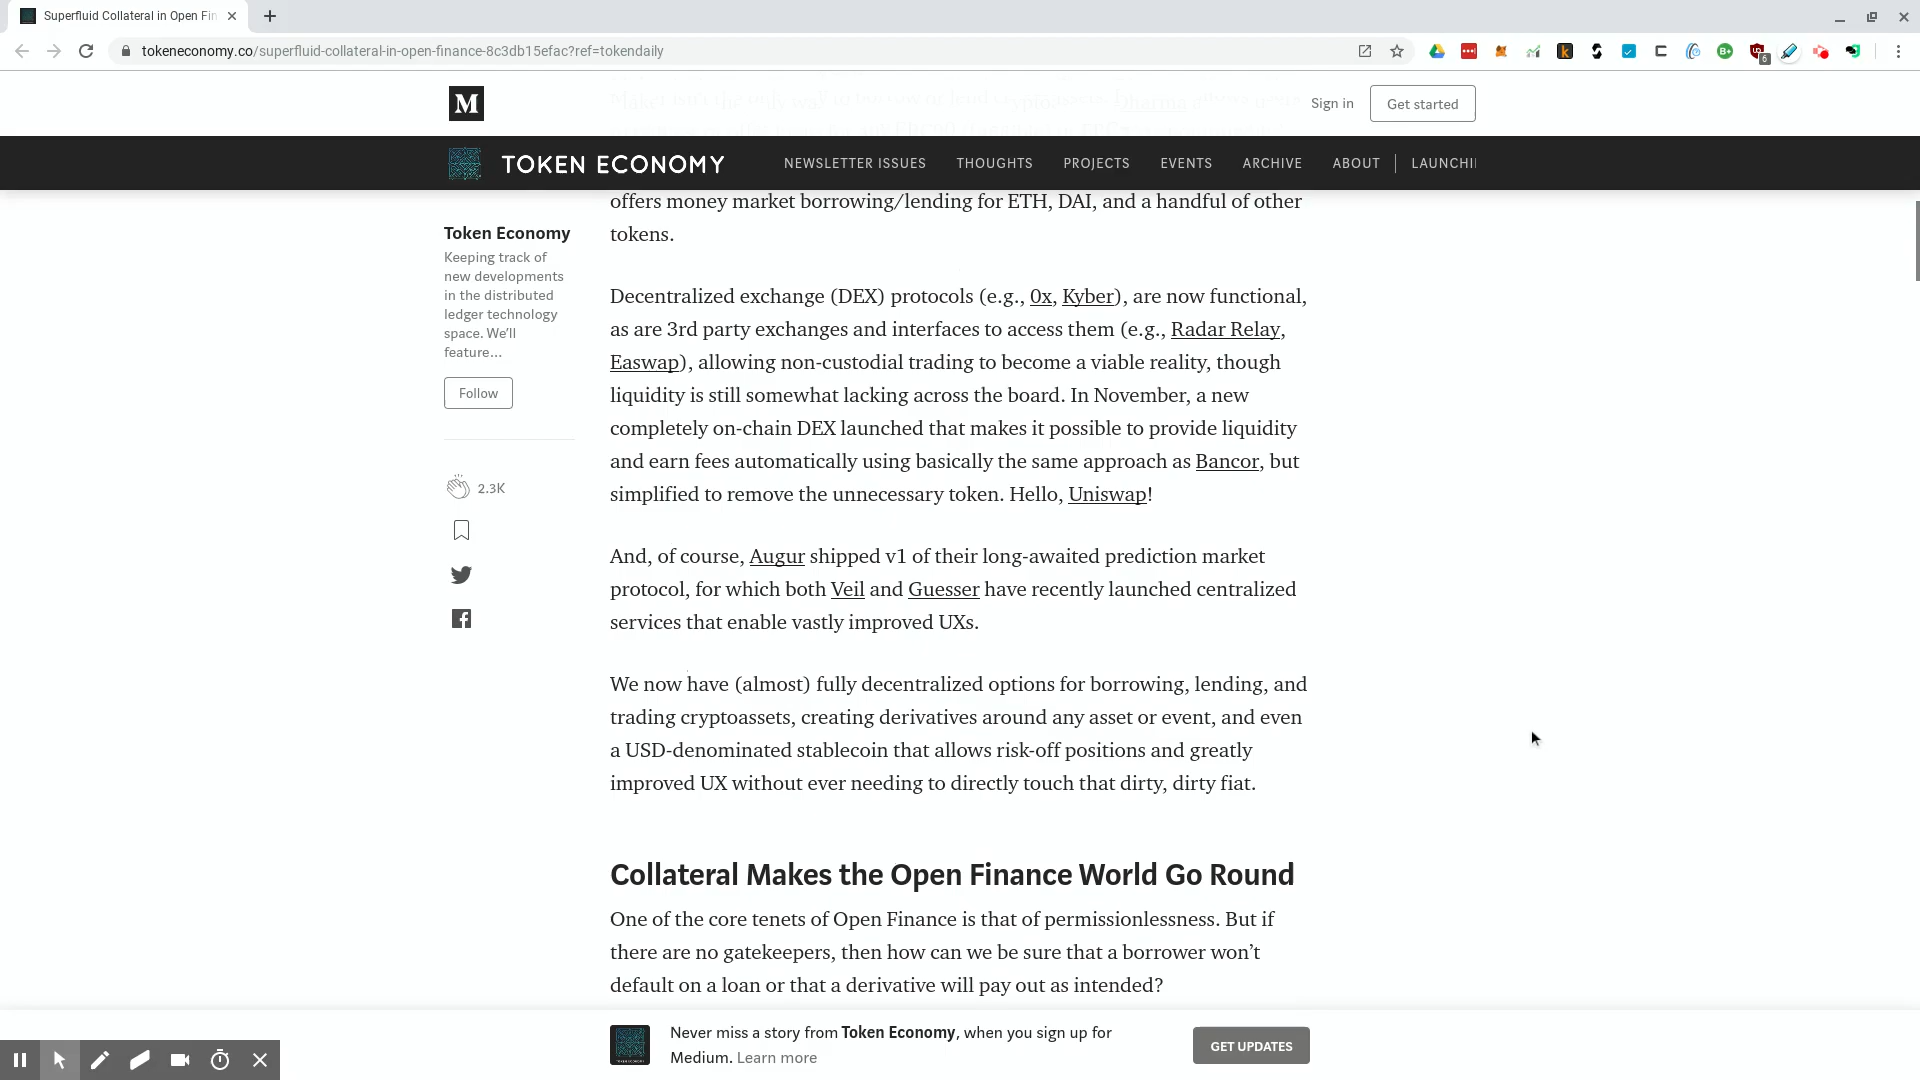 Superfluid Collateral in Open Fin
tokeneconomy.co/superfluid-collateral-in-open-finance-8c3db15efac?ref=tokendaily
6
M
Sign in
Get started
TOKEN ECONOMY
NEWSLETTER ISSUES
THOUGHTS
PROJECTS
EVENTS
ARCHIVE
ABOUT
LAUNCHI
offers money market borrowing/lending for ETH, DAI, and a handful of other
tokens.
Token Economy
Keeping track of
new developments
in the distributed
ledger technology
space. We'll
feature...
Follow
2.3K
Decentralized exchange (DEX) protocols (e.g., 0x, Kyber), are now functional,
as are 3rd party exchanges and interfaces to access them (e.g., Radar Relay,
Easwap), allowing non-custodial trading to become a viable reality, though
liquidity is still somewhat lacking across the board. In November, a new
completely on-chain DEX launched that makes it possible to provide liquidity
and earn fees automatically using basically the same approach as Bancor, but
simplified to remove the unnecessary token. Hello, Uniswap!
And, of course, Augur shipped v1 of their long-awaited prediction market
protocol, for which both Veil and Guesser have recently launched centralized
services that enable vastly improved UXs.
We now have (almost) fully decentralized options for borrowing, lending, and
trading cryptoassets, creating derivatives around any asset or event, and even
a USD-denominated stablecoin that allows risk-off positions and greatly
improved UX without ever needing to directly touch that dirty, dirty fiat.
Collateral Makes the Open Finance World Go Round
One of the core tenets of Open Finance is that of permissionlessness. But if
there are no gatekeepers, then how can we be sure that a borrower won't
default on a loan or that a derivative will pay out as intended?
Never miss a story from Token Economy, when you sign up for
Medium. Learn more
GET UPDATES